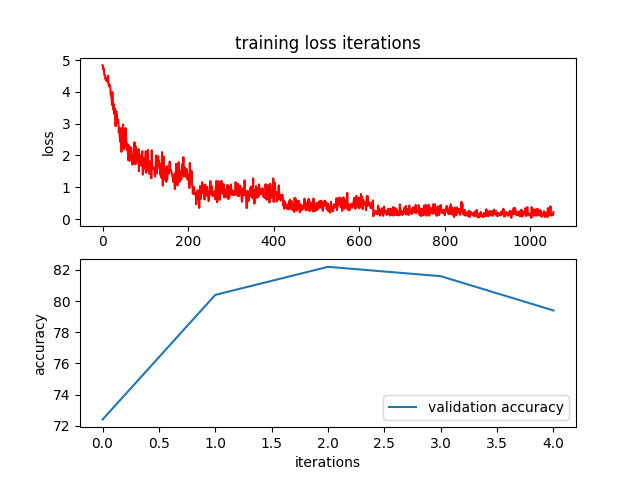 training loss iterations
5
4
3
2
1
0
loss
0 200 400 600 800 1000
82
80
78
76
74
72
accuracy
validation accuracy
0.0 0.5 1.0 1.5 2.0 2.5 3.0 3.5 4.0
iterations